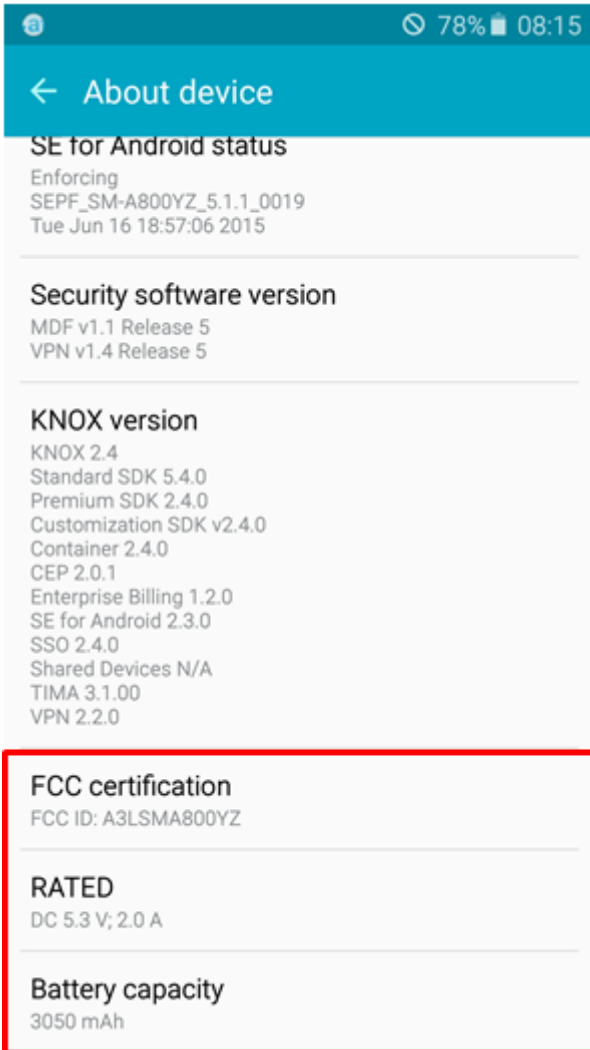 78% 08:15
About device
SE for Android status
Enforcing
SEPF_SM-A800YZ_5.1.1_0019
Tue Jun 16 18:57:06 2015
Security software version
MDF v1.1 Release 5
VPN v1.4 Release 5
KNOX version
KNOX 2.4
Standard SDK 5.4.0
Premium SDK 2.4.0
Customization SDK v2.4.0
Container 2.4.0
CEP 2.0.1
Enterprise Billing 1.2.0
SE for Android 2.3.0
SSO 2.4.0
Shared Devices N/A
TIMA 3.1.00
VPN 2.2.0
FCC certification
FCC ID: A3LSMA800YZ
RATED
DC 5.3 V; 2.0 A
Battery capacity
3050 mAh